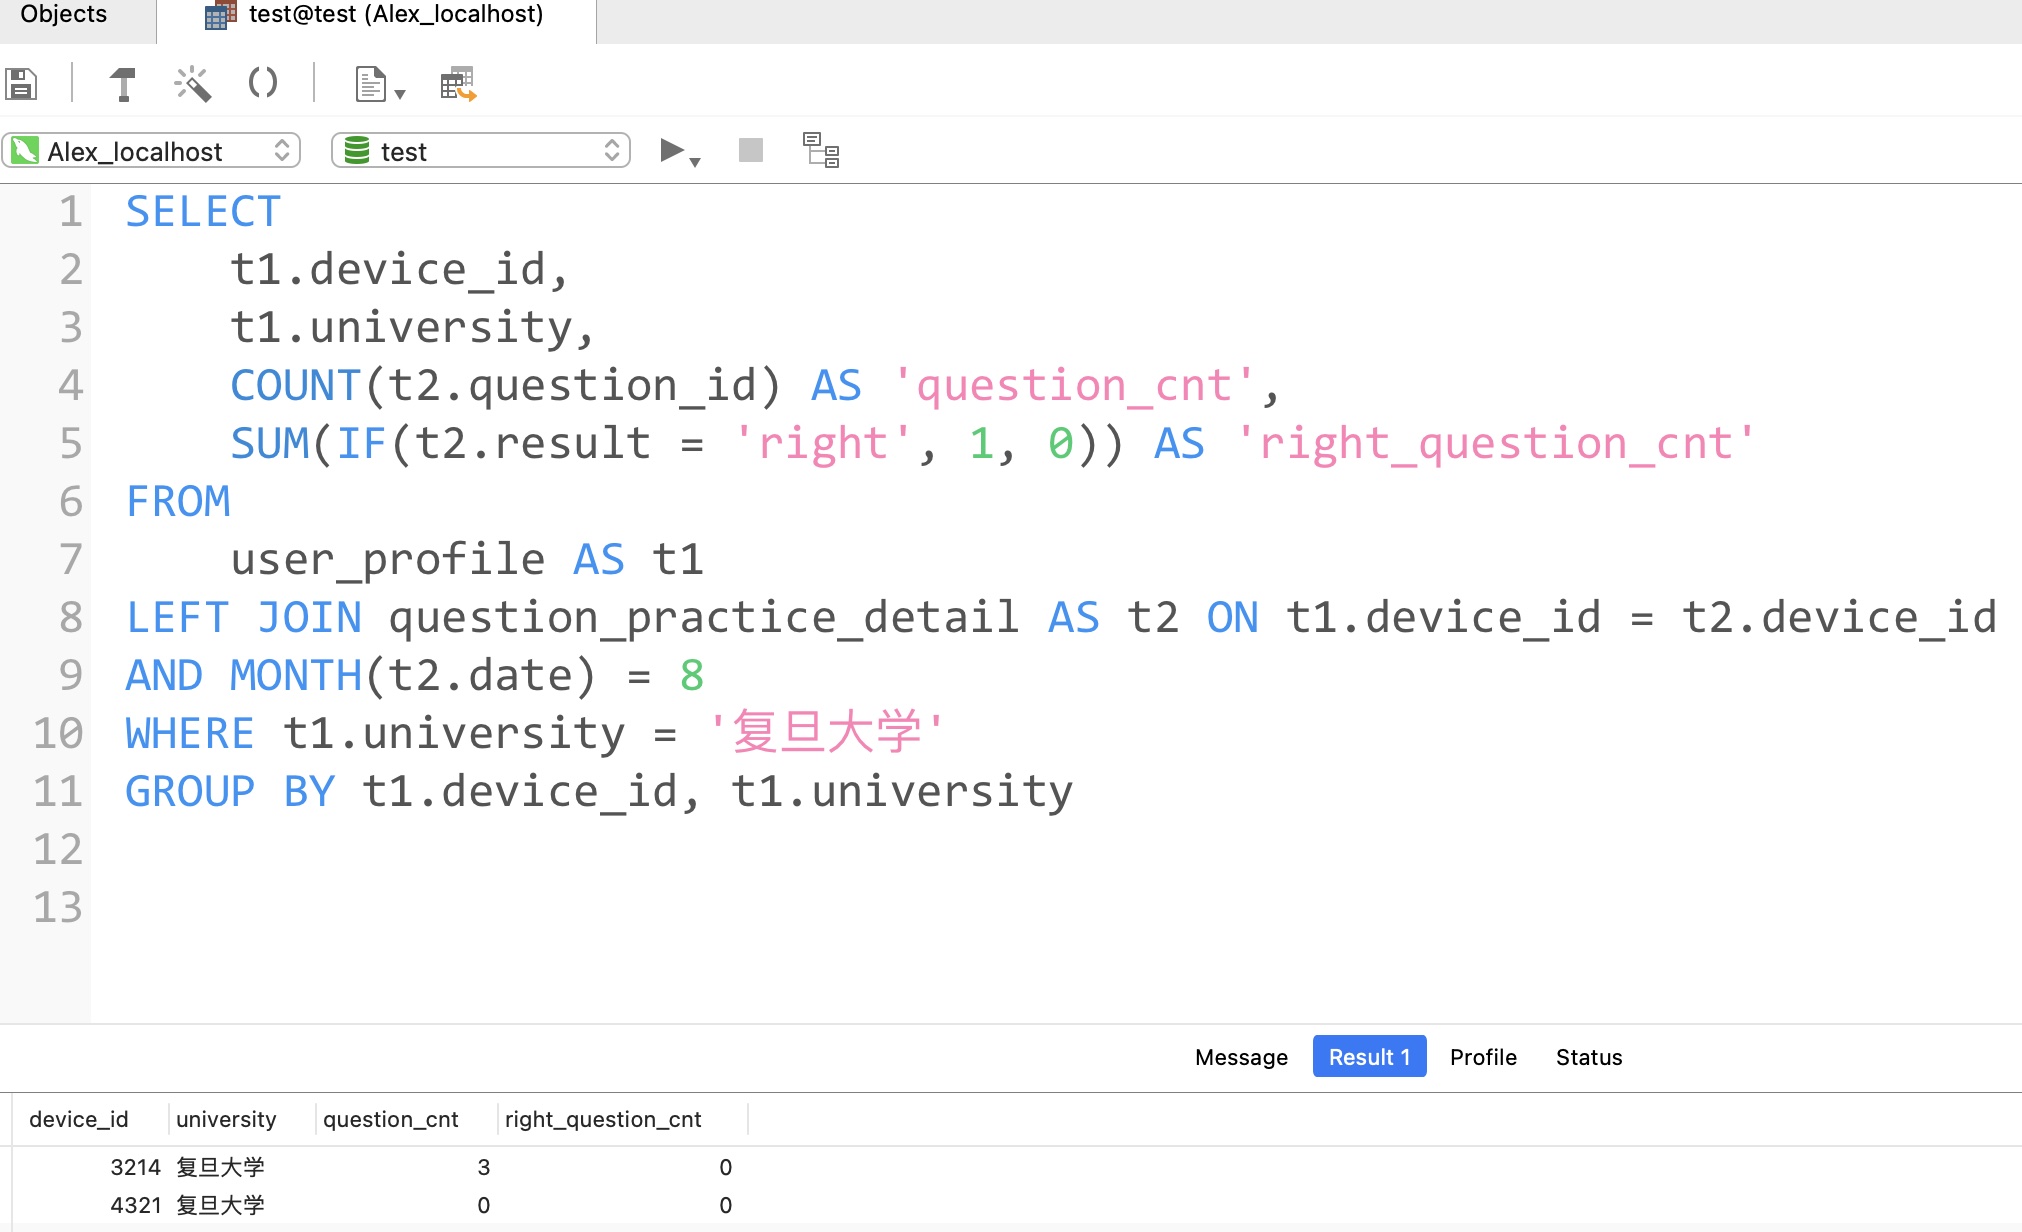 Objects
test@test (Alex_localhost)
Alex_localhost
test
1 SELECT
2 t1.device_id,
3 t1.university,
4 COUNT(t2.question_id) AS 'question_cnt',
5 SUM(IF(t2.result = 'right', 1, 0)) AS 'right_question_cnt'
6 FROM
7 user_profile AS t1
8 LEFT JOIN question_practice_detail AS t2 ON t1.device_id = t2.device_id
9 AND MONTH(t2.date) = 8
10 WHERE t1.university = '复旦大学'
11 GROUP BY t1.device_id, t1.university
12
13
Message Result 1 Profile Status
device_id university question_cnt right_question_cnt
3214 复旦大学 3 0
4321 复旦大学 0 0